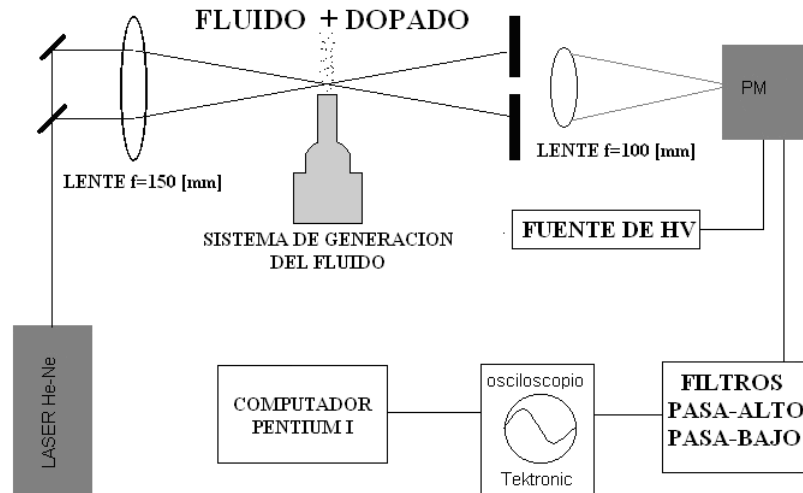 FLUIDO + DOPADO
PM
LENTE f=150 [mm]
LENTE f=100 [mm]
SISTEMA DE GENERACION
DEL FLUIDO
FUENTE DE HV
LASER He-Ne
COMPUTADOR
PENTIUM I
osciloscopio
Tektronic
FILTROS
PASA-ALTO
PASA-BAJO